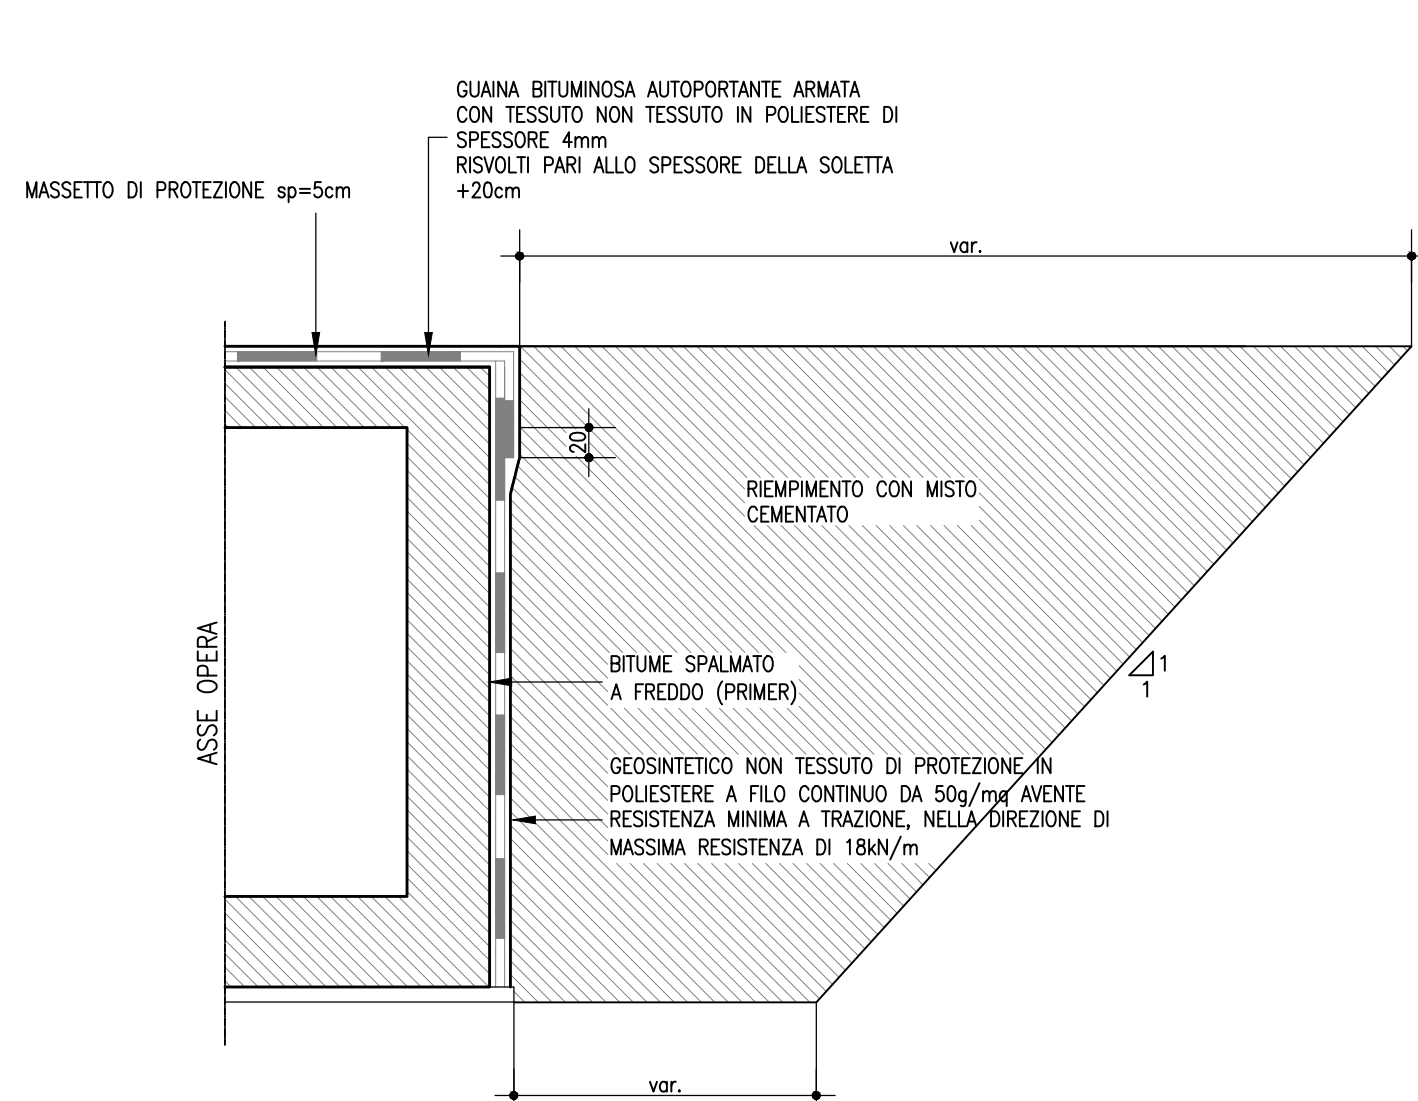 GUAINA BITUMINOSA AUTOPORTANTE ARMATA
CON TESSUTO NON TESSUTO IN POLIESTERE DI
SPESSORE 4mm
RISVOLTI PARI ALLO SPESSORE DELLA SOLETTA
+20cm
MASSETTO DI PROTEZIONE sp=5cm
var.
20
RIEMPIMENTO CON MISTO
CEMENTATO
ASSE OPERA
BITUME SPALMATO
A FREDDO (PRIMER)
1
1
GEOSINTETICO NON TESSUTO DI PROTEZIONE IN
POLIESTERE A FILO CONTINUO DA 50g/mq AVENTE
RESISTENZA MINIMA A TRAZIONE, NELLA DIREZIONE DI
MASSIMA RESISTENZA DI 18kN/m
var.